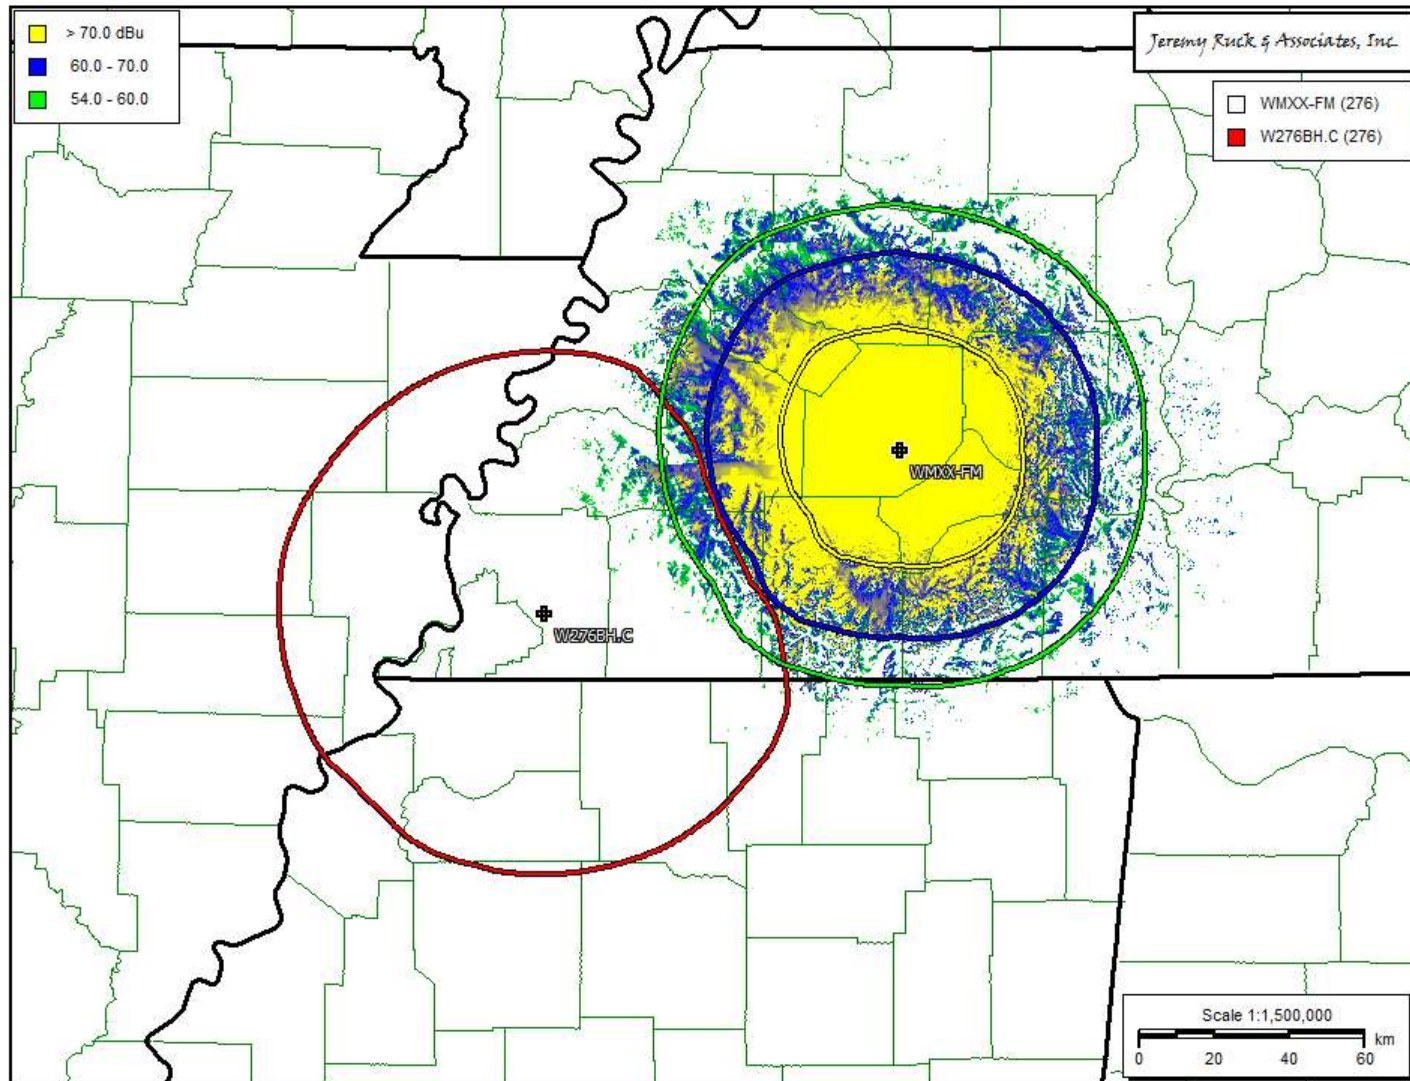 > 70.0 dBu
60.0 - 70.0
54.0 - 60.0
Jeremy Ruck & Associates, Inc.
WMXX-FM (276)
W276BH.C (276)
WMXX-FM
W276BH.C
Scale 1:1,500,000
km
0 20 40 60